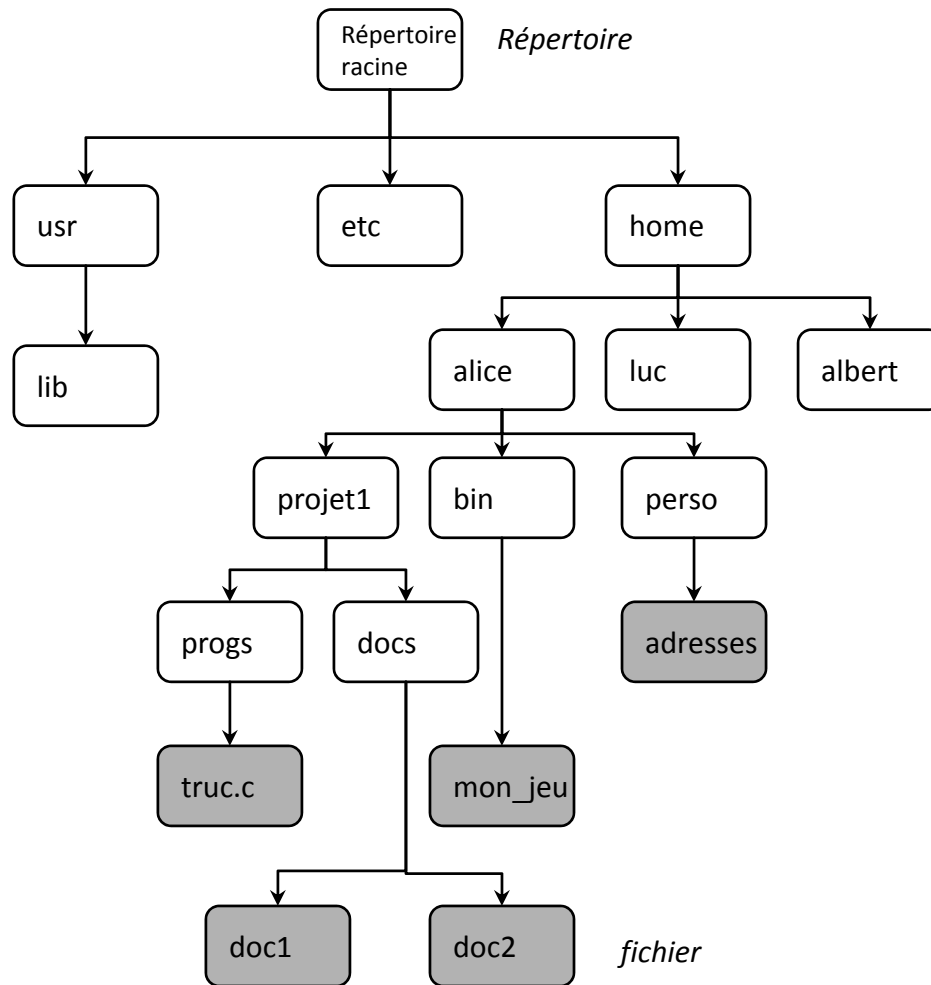 Répertoire
racine
Répertoire
usr
etc
home
lib
alice
luc
albert
projet1
bin
perso
progs
docs
adresses
truc.c
mon_jeu
doc1
doc2
fichier